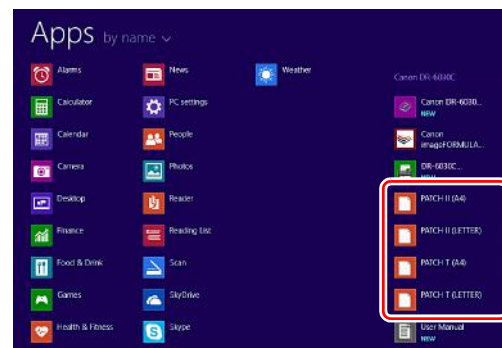 Apps by name
Alarms
Calculator
Calendar
Camera
Desktop
Finance
Food & Drink
Games
Health & Fitness
News
PC settings
People
Photos
Reader
Reading List
Scan
SkyDrive
Skype
Weather
Canon DR-6030C
Canon DR-6030...
NEW
Canon
imageFORMULA...
DR-6030C...
NEW
PATCH II (A4)
PATCH II (LETTER)
PATCH T (A4)
PATCH T (LETTER)
User Manual
NEW